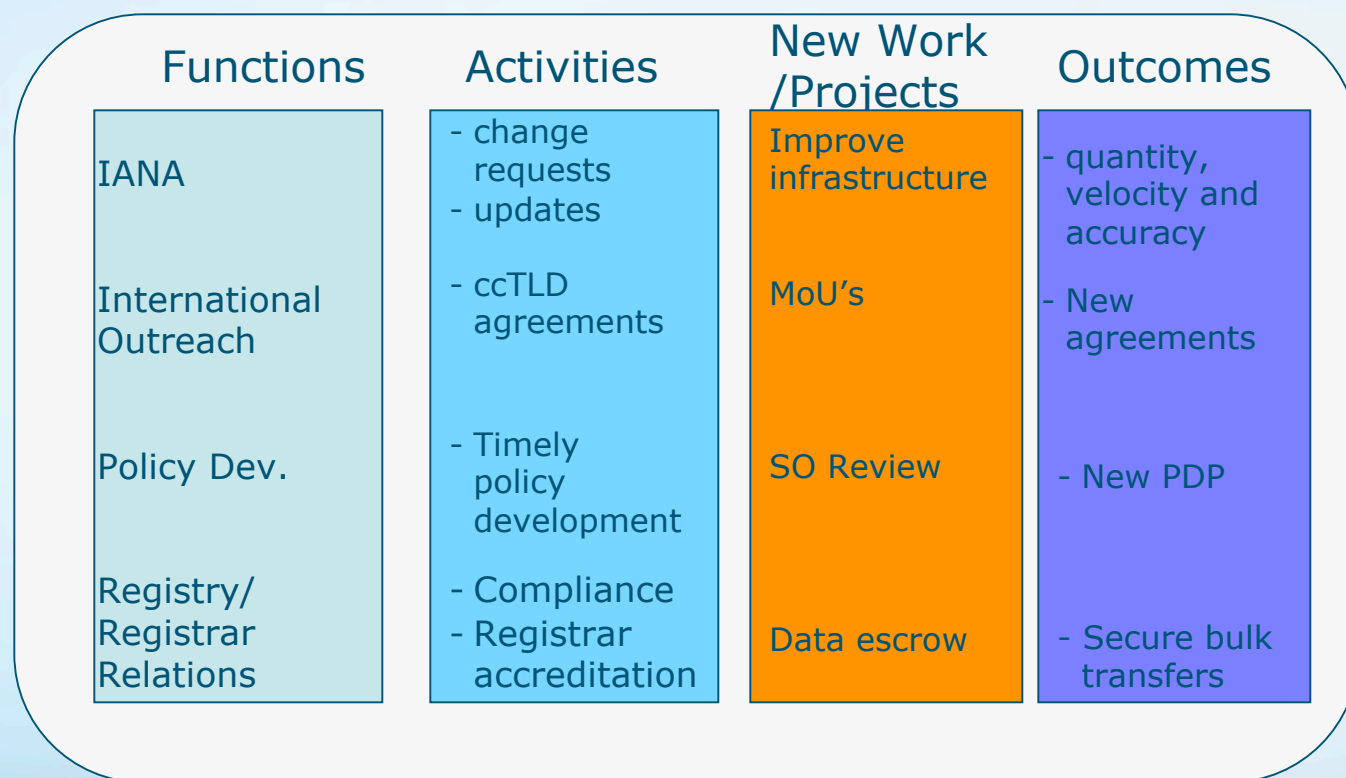 Functions
Activities
New Work
/Projects
Outcomes
IANA
- change
requests
- updates
Improve
infrastructure
- quantity,
velocity and
accuracy
International
Outreach
- ccTLD
agreements
MoU’s
- New
agreements
Policy Dev.
- Timely
policy
development
SO Review
- New PDP
Registry/
Registrar
Relations
- Compliance
- Registrar
accreditation
Data escrow
- Secure bulk
transfers